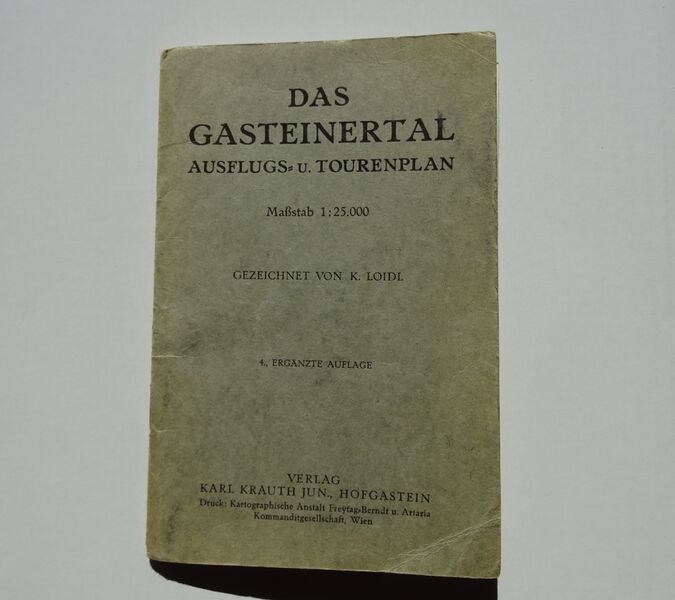 DAS
GASTEINERTAL
AUSFLUGS= U. TOURENPLAN
Maßstab 1:25.000
GEZEICHNET VON K. LOIDL
4., ERGÄNZTE AUFLAGE
VERLAG
KARL KRAUTH JUN., HOFGASTEIN
Druck: Kartographische Anstalt Freytag=Berndt u. Artaria
Kommanditgesellschaft, Wien